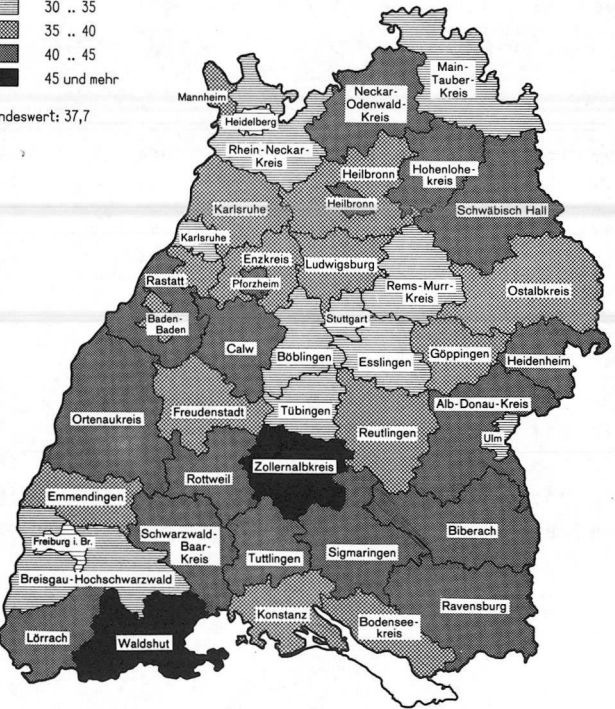 30 .. 35
35 .. 40
40 .. 45
45 und mehr
ndeswert: 37,7
Main-
Tauber-
Kreis
Mannheim
Neckar-
Odenwald-
Kreis
Heidelberg
Rhein-Neckar-
Kreis
Heilbronn
Hohenlohe-
kreis
Karlsruhe
Heilbronn
Schwäbisch Hall
Karlsruhe
Enzkreis
Ludwigsburg
Rastatt
Pforzheim
Rems-Murr-
Kreis
Ostalbkreis
Baden-
Baden
Stuttgart
Calw
Böblingen
Esslingen
Göppingen
Heidenheim
Alb-Donau-Kreis
Ortenaukreis
Freudenstadt
Tübingen
Reutlingen
Ulm
Zollernalbkreis
Rottweil
Emmendingen
Biberach
Freiburg i. Br.
Schwarzwald-
Baar-
Kreis
Tuttlingen
Sigmaringen
Breisgau-Hochschwarzwald
Konstanz
Bodensee-
kreis
Ravensburg
Lörrach
Waldshut